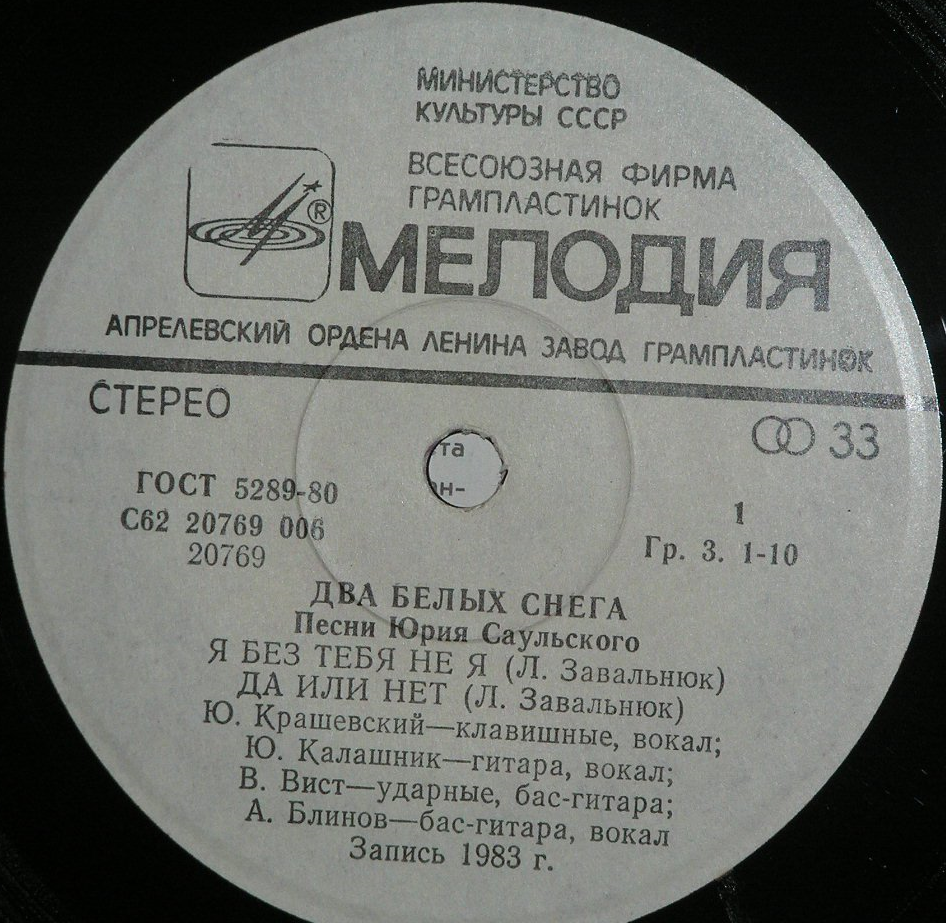 МИНИСТЕРСТВО
КУЛЬТУРЫ СССР
ВСЕСОЮЗНАЯ ФИРМА
ГРАМПЛАСТИНОК
®
МЕЛОДИЯ
АПРЕЛЕВСКИЙ ОРДЕНА ЛЕНИНА ЗАВОД ГРАМПЛАСТИНОК
СТЕРЕО
33
та
он-
ГОСТ 5289-80
С62 20769 006
20769
1
Гр. 3. 1-10
ДВА БЕЛЫХ СНЕГА
Песни Юрия Саульского
Я БЕЗ ТЕБЯ НЕ Я (Л. Завальнюк)
ДА ИЛИ НЕТ (Л. Завальнюк)
Ю. Крашевский—клавишные, вокал;
Ю. Калашник—гитара, вокал;
В. Вист—ударные, бас-гитара;
А. Блинов—бас-гитара, вокал
Запись 1983 г.